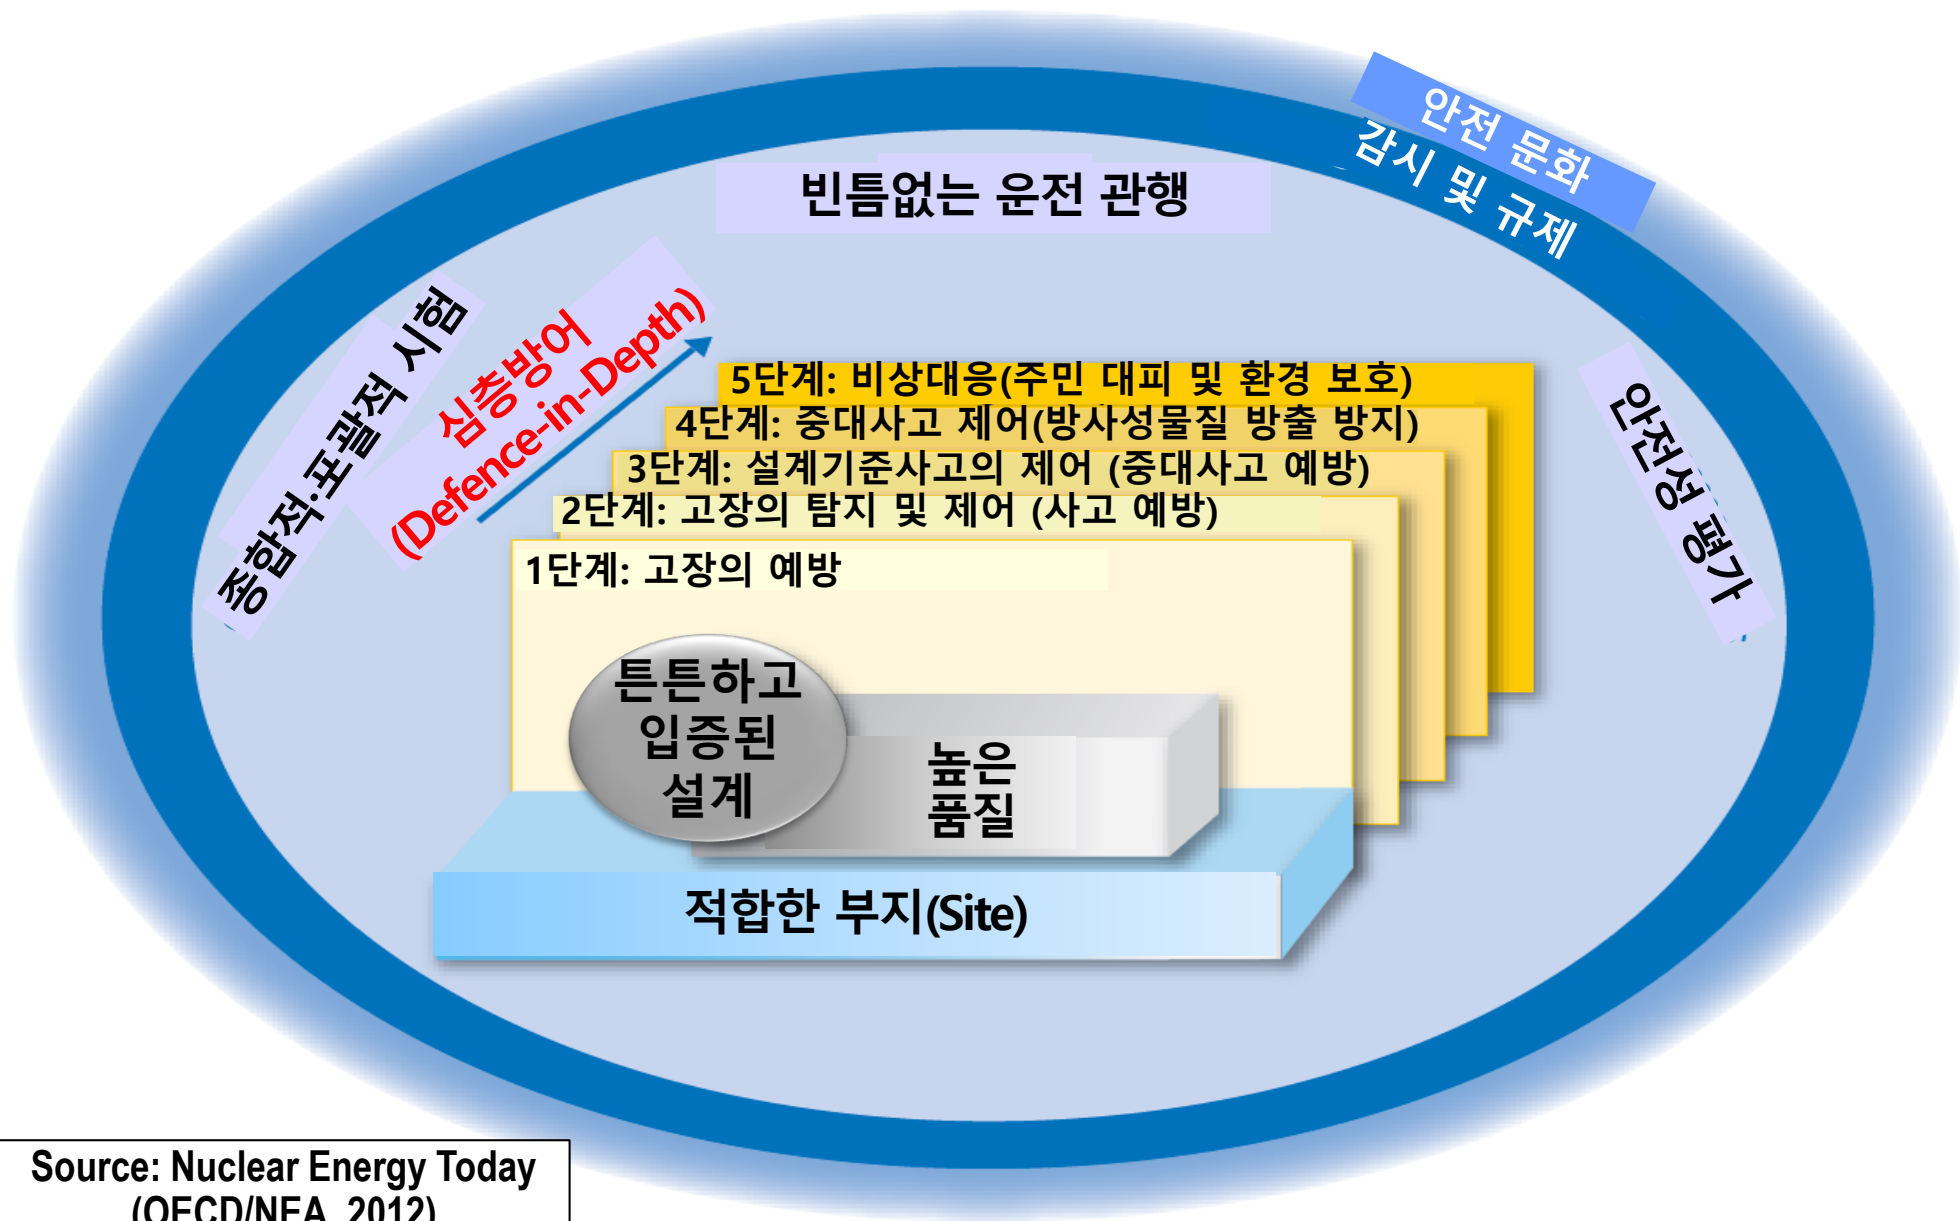 안전 문화
감시 및 규제
빈틈없는 운전 관행
종합적·포괄적 시험
심층방어
(Defence-in-Depth)
안전성 평가
5단계: 비상대응(주민 대피 및 환경 보호)
4단계: 중대사고 제어(방사성물질 방출 방지)
3단계: 설계기준사고의 제어 (중대사고 예방)
2단계: 고장의 탐지 및 제어 (사고 예방)
1단계: 고장의 예방
튼튼하고
입증된
설계
높은
품질
적합한 부지(Site)
Source: Nuclear Energy Today
(OECD/NEA, 2012)